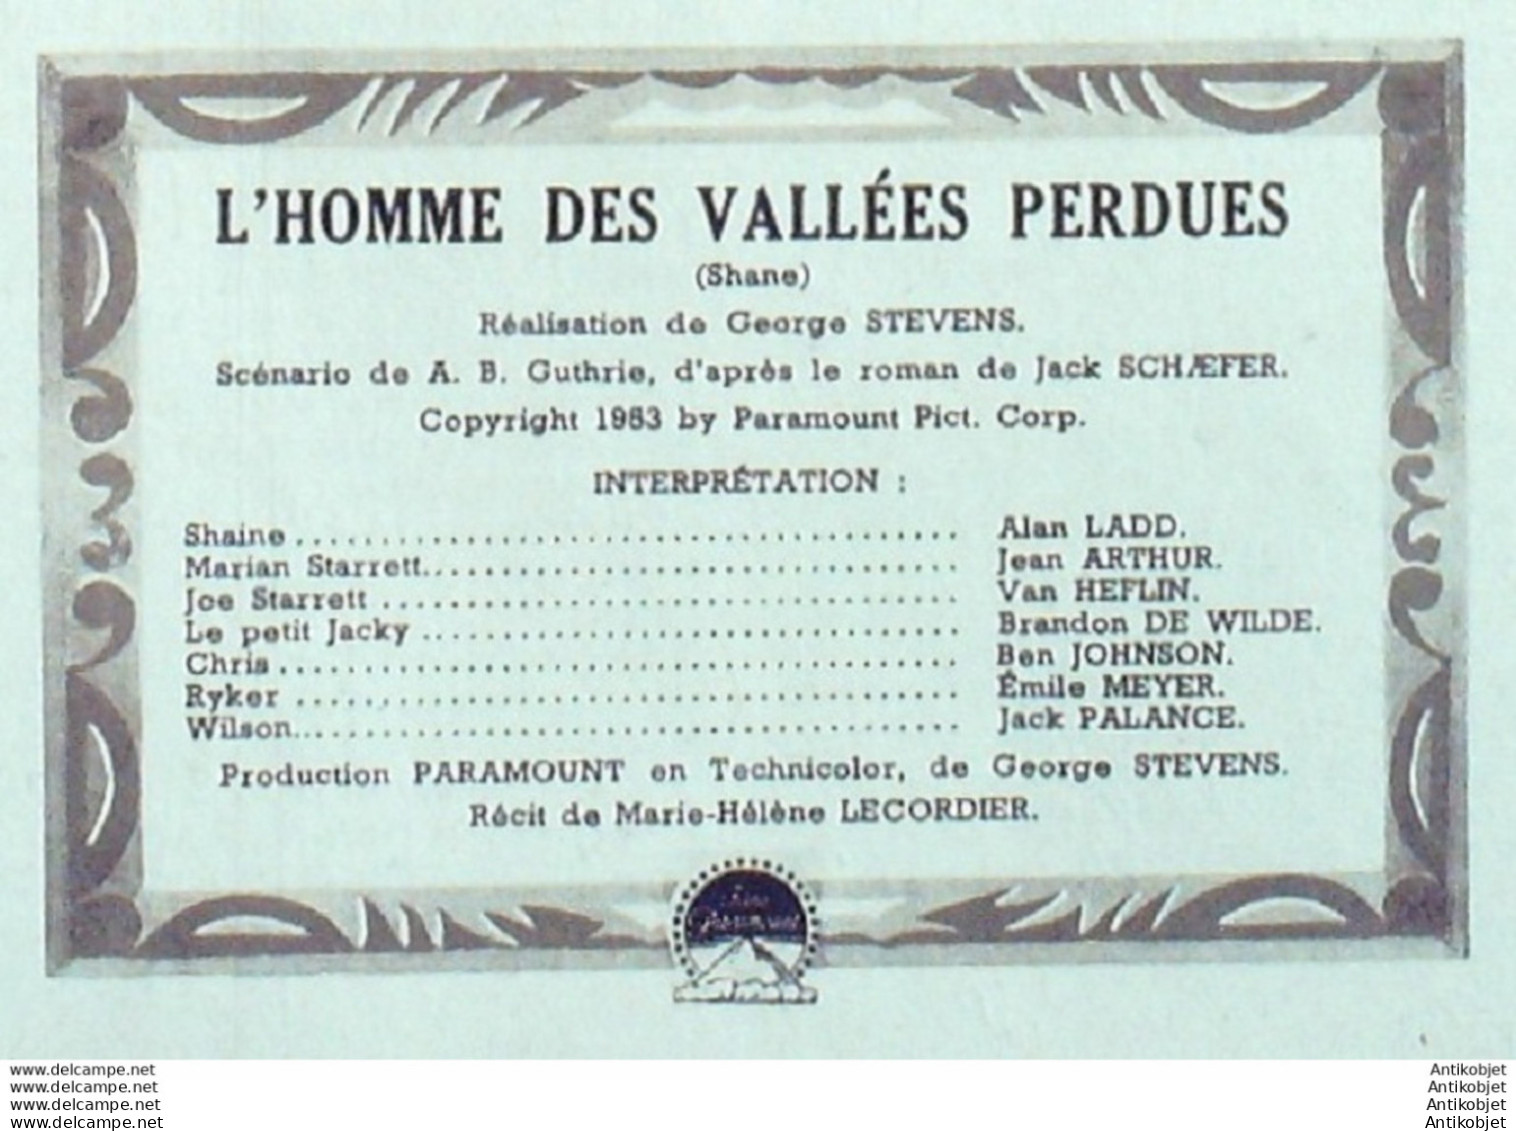 L'HOMME DES VALLÉES PERDUES
(Shane)
Réalisation de George STEVENS.
Scénario de A. B. Guthrie, d'après le roman de Jack SCHÆFER.
Copyright 1953 by Paramount Pict. Corp.
INTERPRÉTATION :
Shaine ........................................ Alan LADD.
Marian Starrett................................ Jean ARTHUR.
Joe Starrett .................................. Van HEFLIN.
Le petit Jacky ................................ Brandon DE WILDE.
Chris ......................................... Ben JOHNSON.
Ryker ......................................... Émile MEYER.
Wilson......................................... Jack PALANCE.
Production PARAMOUNT en Technicolor, de George STEVENS.
Récit de Marie-Hélène LECORDIER.
Paramount
www.delcampe.net
www.delcampe.net
www.delcampe.net
www.delcampe.net
Antikobjet
Antikobjet
Antikobjet
Antikobjet